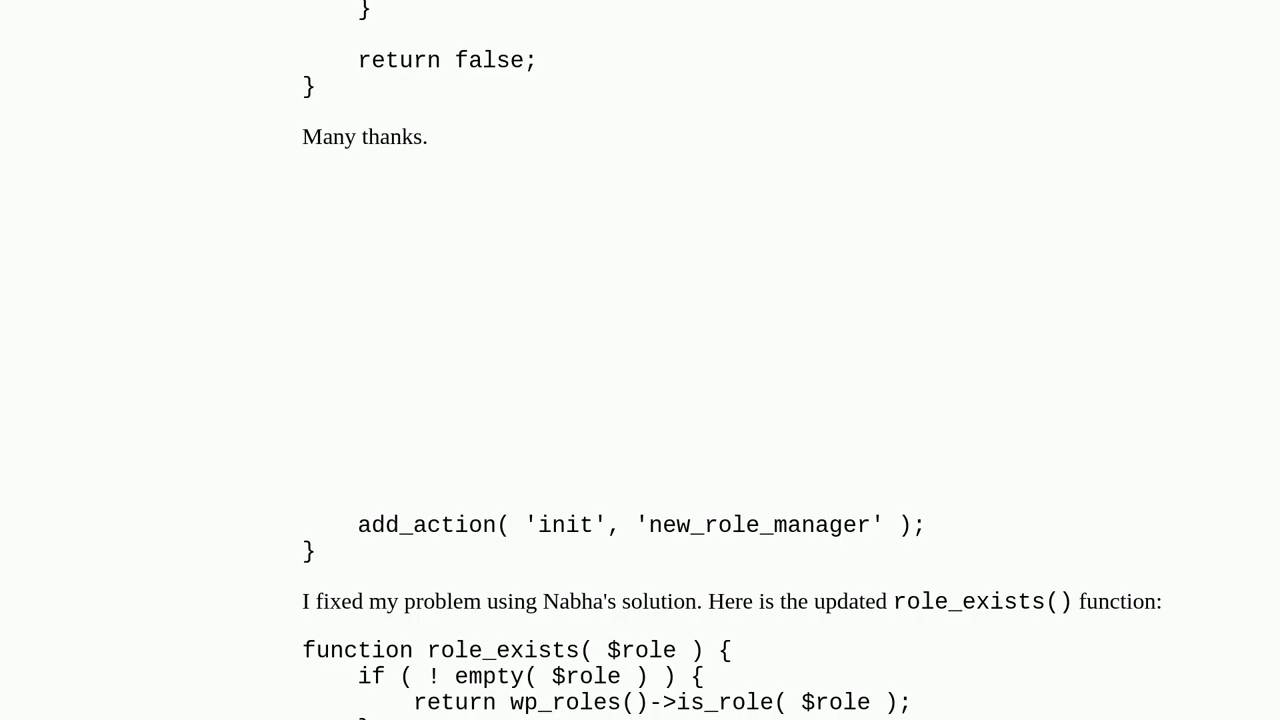 }
return false;
}
Many thanks.
add_action( 'init', 'new_role_manager' );
}
I fixed my problem using Nabha's solution. Here is the updated role_exists() function:
function role_exists( $role ) {
if ( ! empty( $role ) ) {
return wp_roles()->is_role( $role );
}